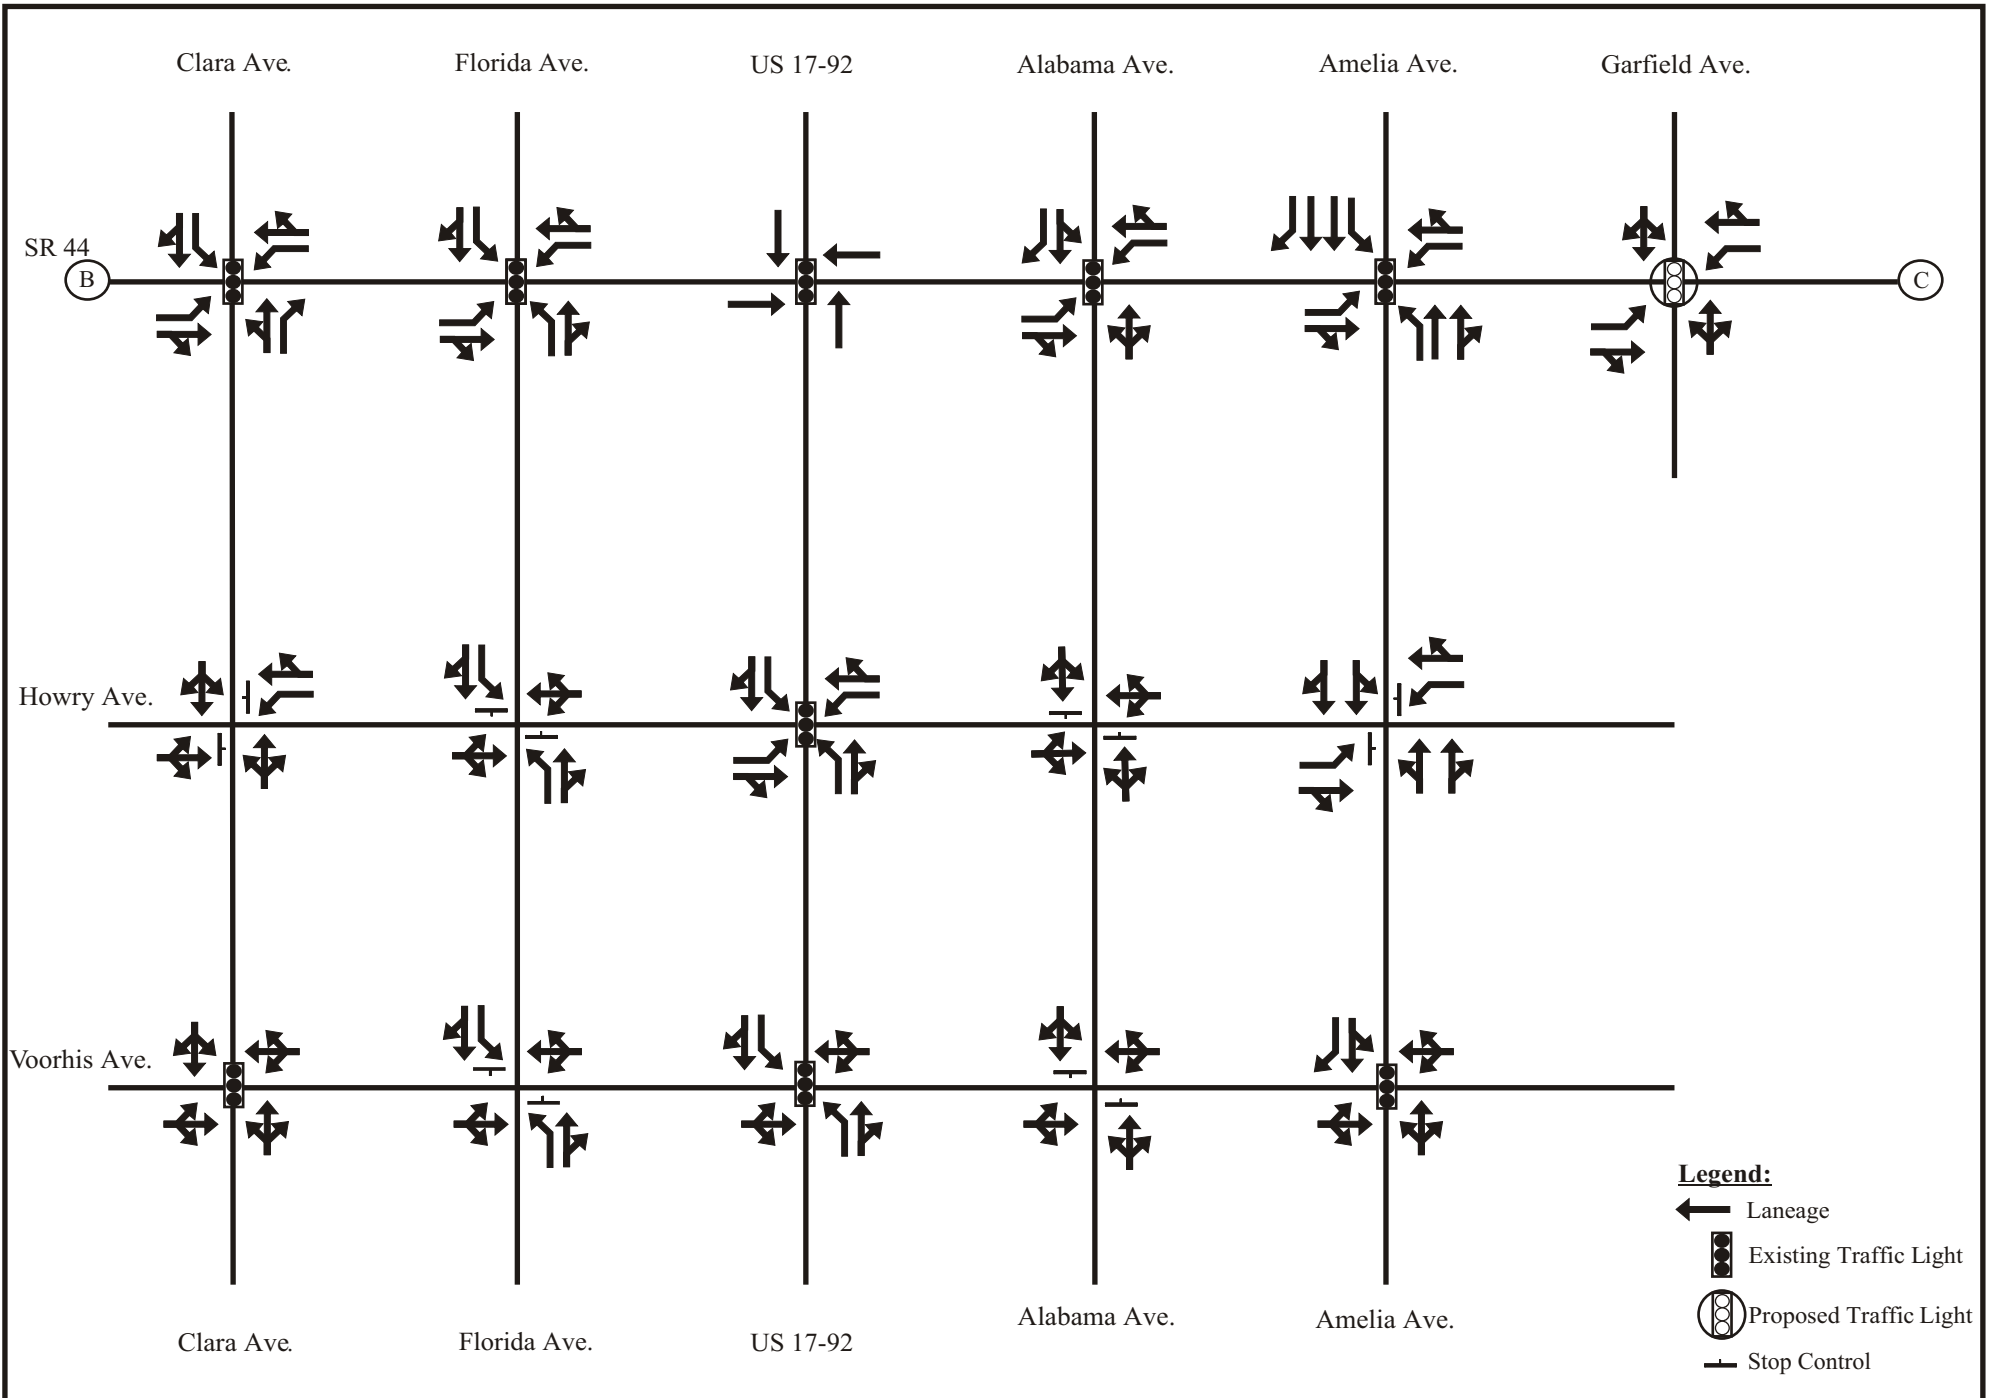 Clara Ave.
Florida Ave.
US 17-92
Alabama Ave.
Amelia Ave.
Garfield Ave.
SR 44
B
C
Howry Ave.
Voorhis Ave.
Legend:
Laneage
Existing Traffic Light
Proposed Traffic Light
Stop Control
Clara Ave.
Florida Ave.
US 17-92
Alabama Ave.
Amelia Ave.